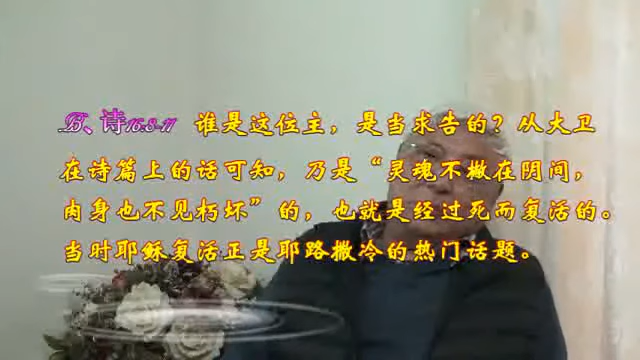 B、诗16.8-11 谁是这位主，是当求告的？从大卫
在诗篇上的话可知，乃是“灵魂不撇在阴间，
肉身也不见朽坏”的，也就是经过死而复活的。
当时耶稣复活正是耶路撒冷的热门话题。